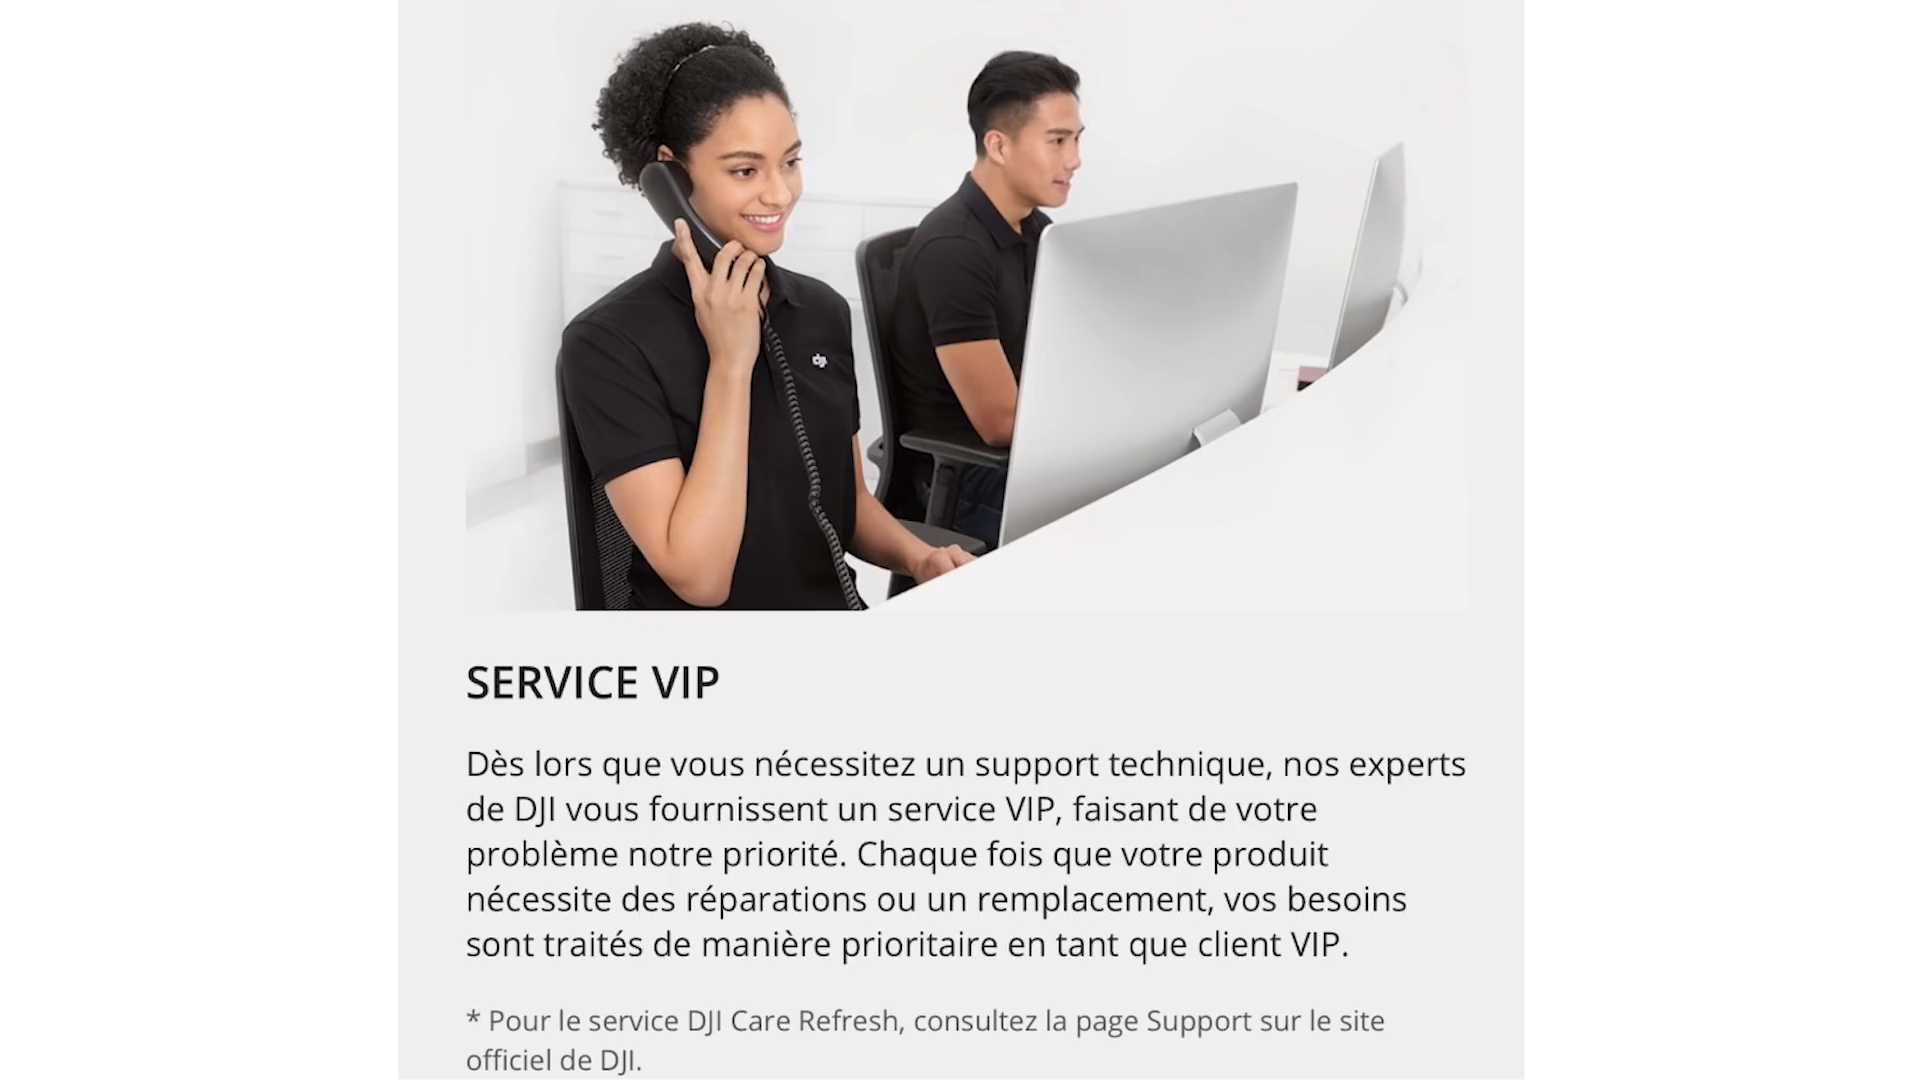 dji
SERVICE VIP
Dès lors que vous nécessitez un support technique, nos experts
de DJI vous fournissent un service VIP, faisant de votre
problème notre priorité. Chaque fois que votre produit
nécessite des réparations ou un remplacement, vos besoins
sont traités de manière prioritaire en tant que client VIP.
* Pour le service DJI Care Refresh, consultez la page Support sur le site
officiel de DJI.